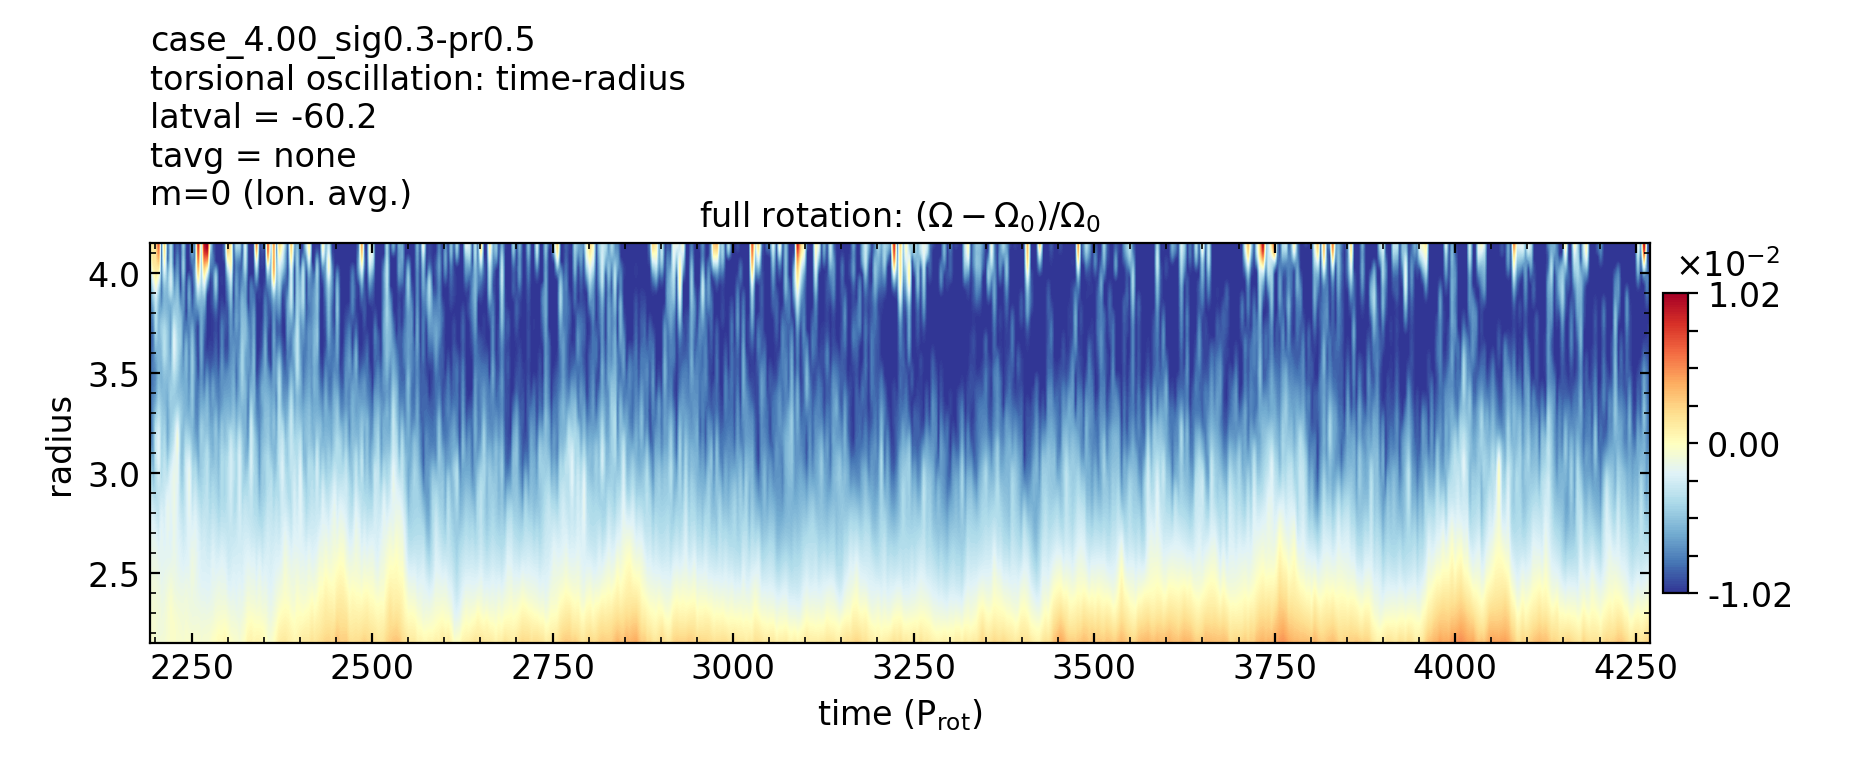 case_4.00_sig0.3-pr0.5
torsional oscillation: time-radius
latval = -60.2
tavg = none
m=0 (lon. avg.)
full rotation: (Ω − Ω₀)/Ω₀
×10⁻²
4.0
3.5
3.0
2.5
radius
1.02
0.00
-1.02
2250 2500 2750 3000 3250 3500 3750 4000 4250
time (P_rot)